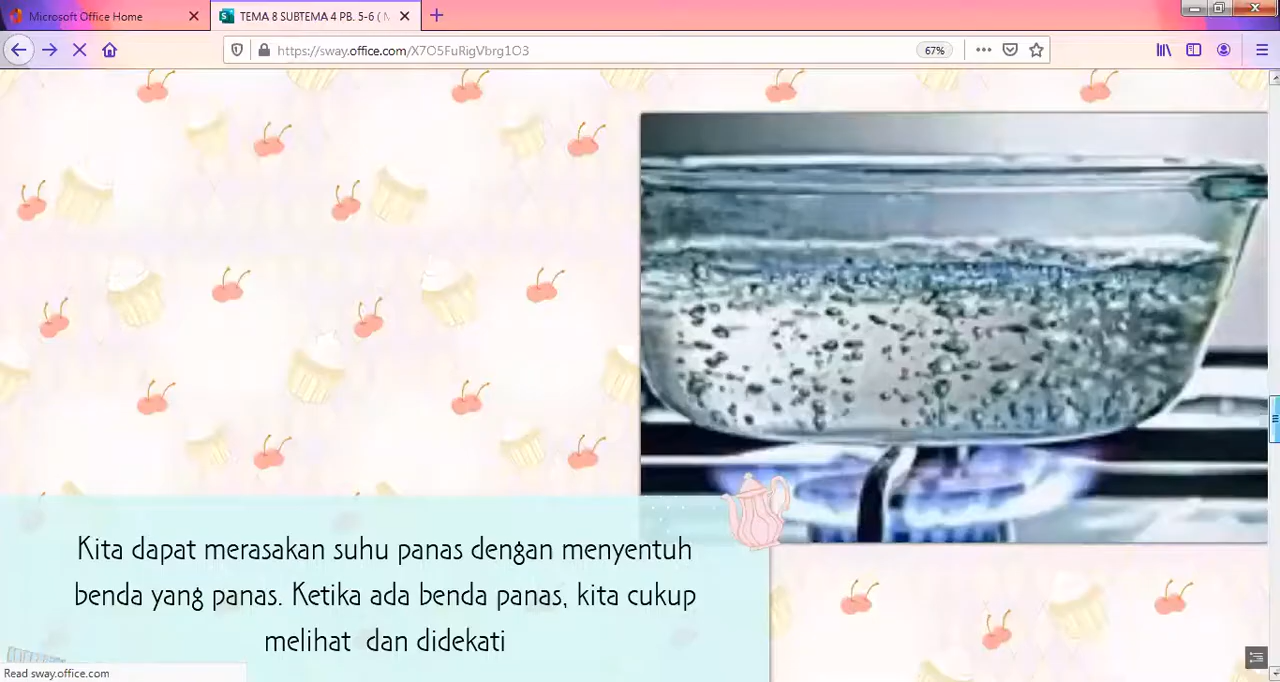 Microsoft Office Home
TEMA 8 SUBTEMA 4 PB. 5-6 ( M
https://sway.office.com/X7O5FuRigVbrg1O3
67%
Kita dapat merasakan suhu panas dengan menyentuh
benda yang panas. Ketika ada benda panas, kita cukup
melihat dan didekati
Read sway.office.com